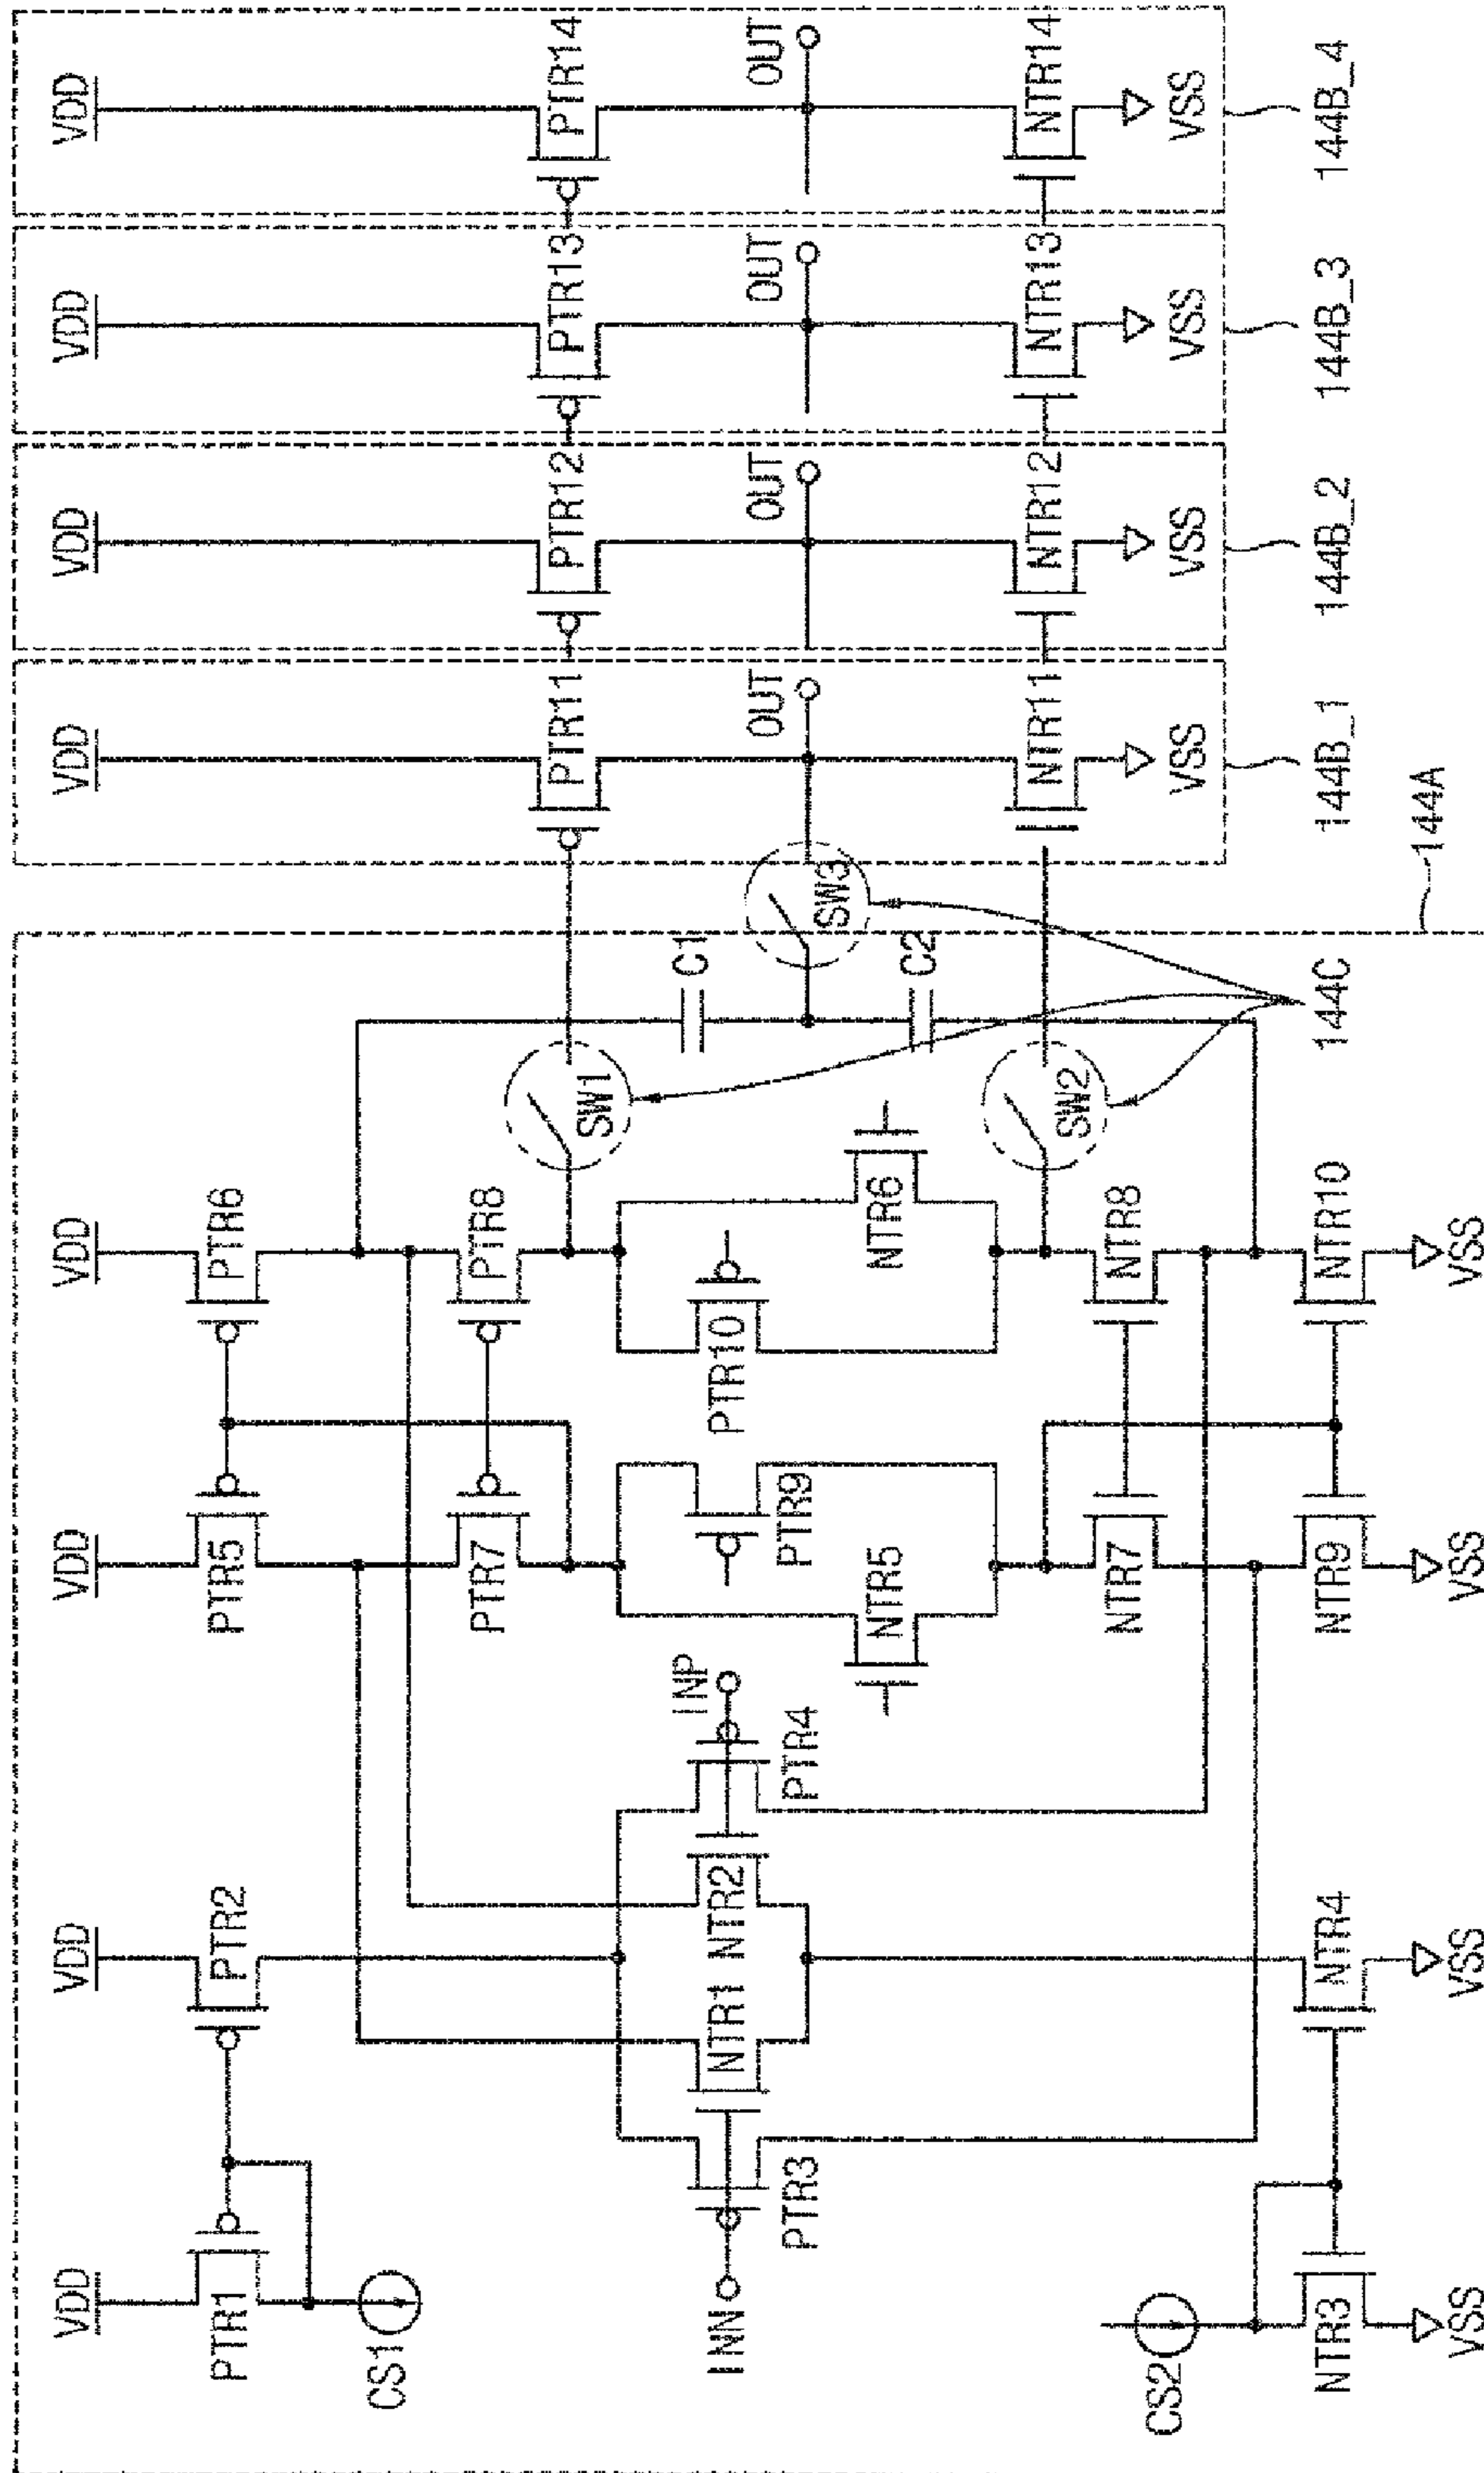 VDD
VDD
VDD
VDD
VDD
VDD
VDD
VDD
PTR1
PTR2
PTR5
PTR6
CS1
PTR7
PTR8
SW1
PTR11
PTR12
PTR13
PTR14
INN
PTR3
NTR1
NTR2
PTR4
INP
NTR5
PTR9
PTR10
NTR6
C1
SW3
C2
OUT
OUT
OUT
OUT
CS2
NTR3
NTR4
NTR7
NTR8
NTR9
NTR10
SW2
NTR11
NTR12
NTR13
NTR14
VSS
VSS
VSS
VSS
VSS
VSS
VSS
VSS
144C
144B_1
144B_2
144B_3
144B_4
144A